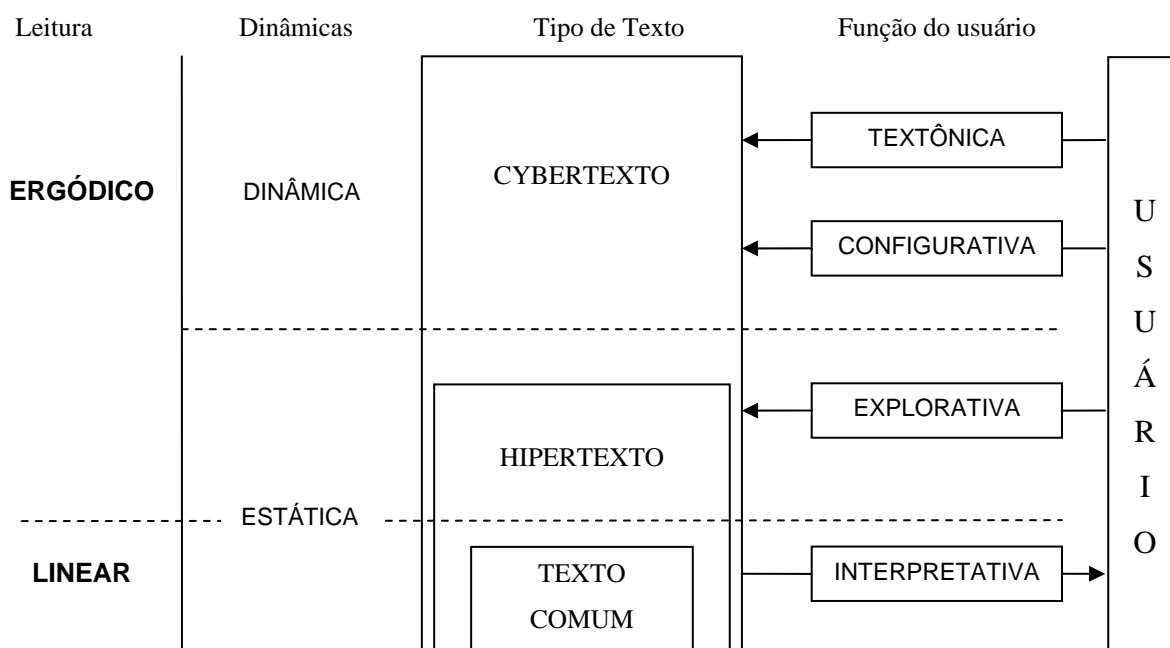 Leitura Dinâmicas Tipo de Texto Função do usuário
TEXTÔNICA
CYBERTEXTO
ERGÓDICO DINÂMICA
CONFIGURATIVA
EXPLORATIVA
HIPERTEXTO
ESTÁTICA
LINEAR TEXTO INTERPRETATIVA
COMUM
U
S
U
Á
R
I
O